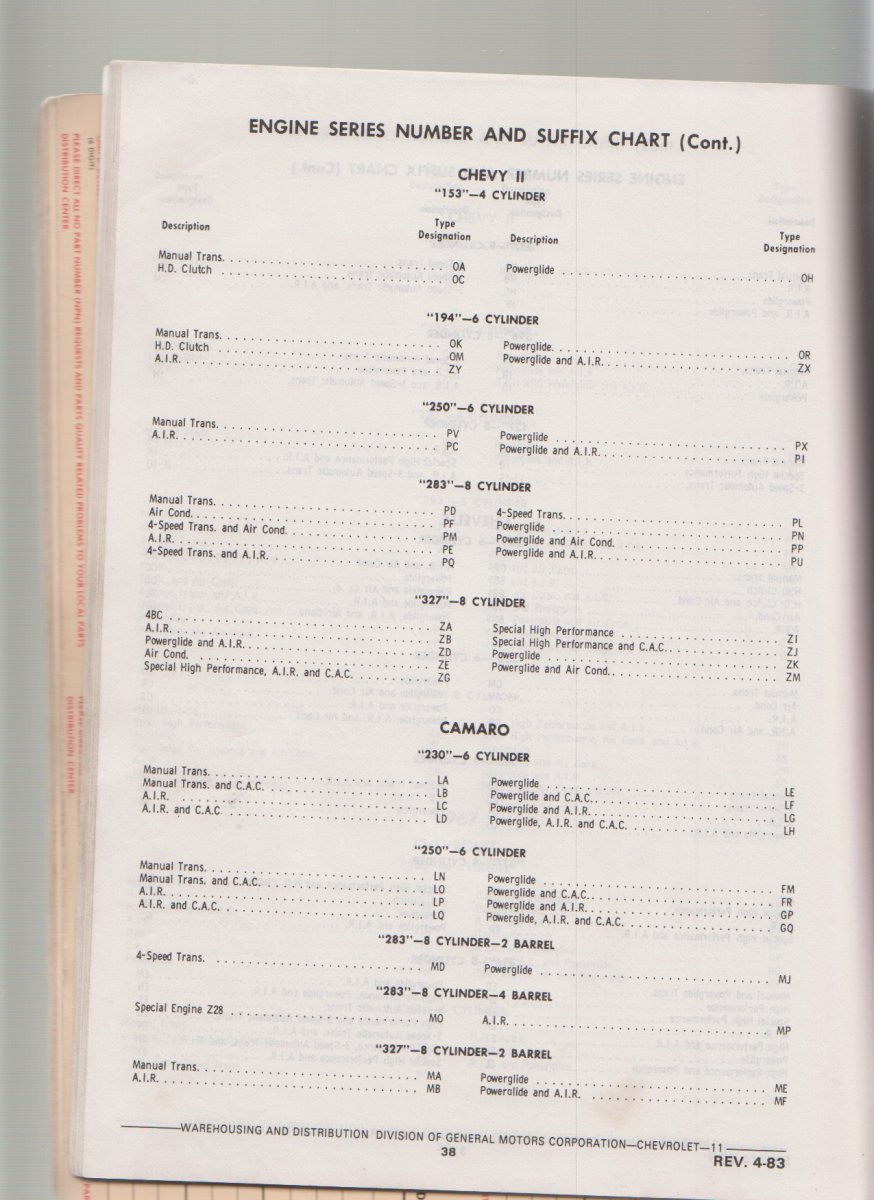 ENGINE SERIES NUMBER AND SUFFIX CHART (Cont.)
CHEVY II
"153"—4 CYLINDER
Description Type Designation Description Type Designation
Manual Trans. OA Powerglide OH
H.D. Clutch OC
"194"—6 CYLINDER
Manual Trans. OK Powerglide. OR
H.D. Clutch OM Powerglide and A.I.R. ZX
A.I.R. ZY
"250"—6 CYLINDER
Manual Trans. PV Powerglide PX
A.I.R. PC Powerglide and A.I.R. PI
"283"—8 CYLINDER
Manual Trans. PD 4-Speed Trans. PL
Air Cond. PF Powerglide PN
4-Speed Trans. and Air Cond. PM Powerglide and Air Cond. PP
A.I.R. PE Powerglide and A.I.R. PU
4-Speed Trans. and A.I.R. PQ
"327"—8 CYLINDER
4BC ZA Special High Performance ZI
A.I.R. ZB Special High Performance and C.A.C. ZJ
Powerglide and A.I.R. ZD Powerglide ZK
Air Cond. ZE Powerglide and Air Cond. ZM
Special High Performance, A.I.R. and C.A.C. ZG
CAMARO
"230"—6 CYLINDER
Manual Trans. LA Powerglide LE
Manual Trans. and C.A.C. LB Powerglide and C.A.C. LF
A.I.R. LC Powerglide and A.I.R. LG
A.I.R. and C.A.C LD Powerglide, A.I.R. and C.A.C. LH
"250"—6 CYLINDER
Manual Trans. LN Powerglide FM
Manual Trans. and C.A.C. LO Powerglide and C.A.C. FR
A.I.R. LP Powerglide and A.I.R. GP
A.I.R. and C.A.C. LQ Powerglide, A.I.R. and C.A.C. GQ
"283"—8 CYLINDER—2 BARREL
4-Speed Trans. MD Powerglide MJ
"283"—8 CYLINDER—4 BARREL
Special Engine Z28 MO A.I.R. MP
"327"—8 CYLINDER—2 BARREL
Manual Trans. MA Powerglide ME
A.I.R. MB Powerglide and A.I.R. MF
WAREHOUSING AND DISTRIBUTION DIVISION OF GENERAL MOTORS CORPORATION—CHEVROLET—11
38
REV. 4-83
(6 DIGIT)
PLEASE DIRECT ALL NO PART NUMBER (NPN) REQUESTS AND PARTS QUALITY RELATED PROBLEMS TO YOUR LOCAL PARTS
DISTRIBUTION CENTER.
DISTRIBUTION CENTER